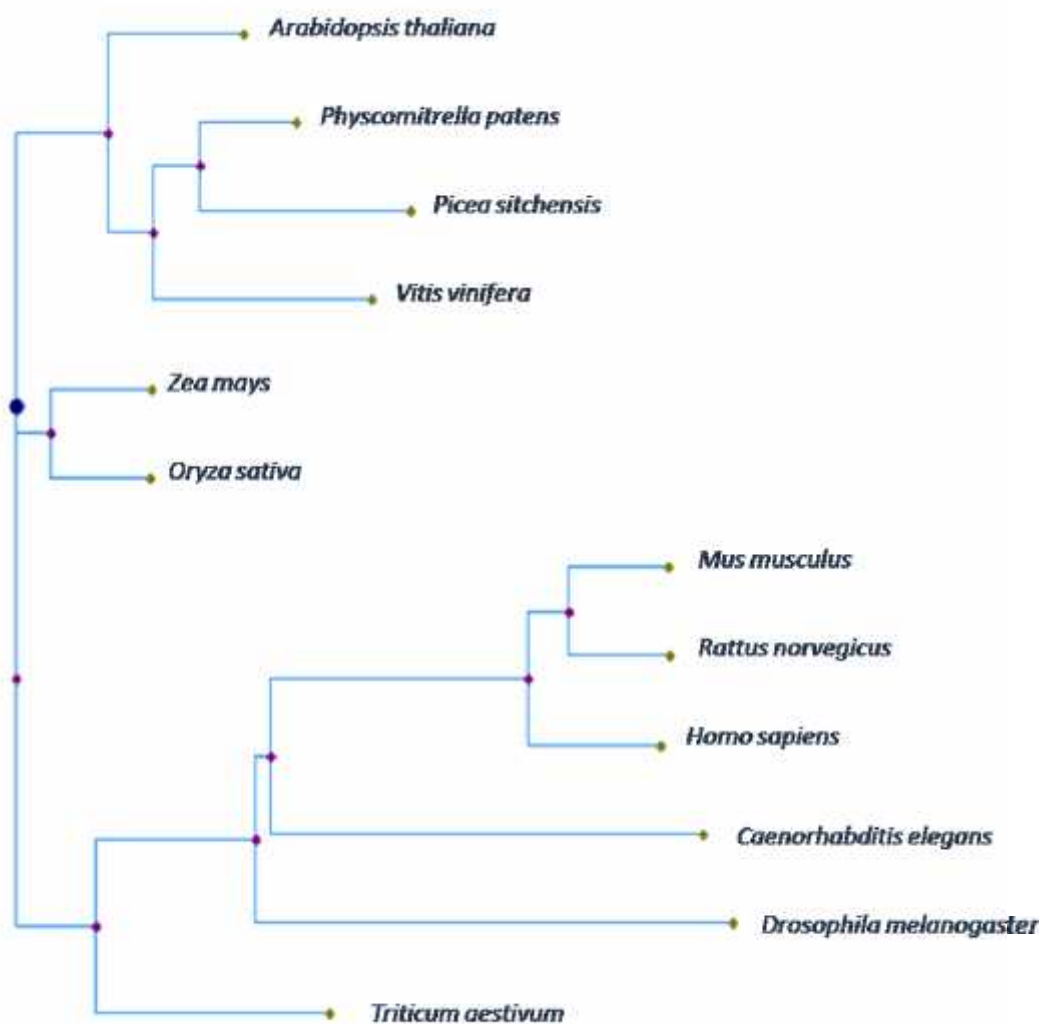 Arabidopsis thaliana
Physcomitrella patens
Picea sitchensis
Vitis vinifera
Zea mays
Oryza sativa
Mus musculus
Rattus norvegicus
Homo sapiens
Caenorhabditis elegans
Drosophila melanogaster
Triticum aestivum